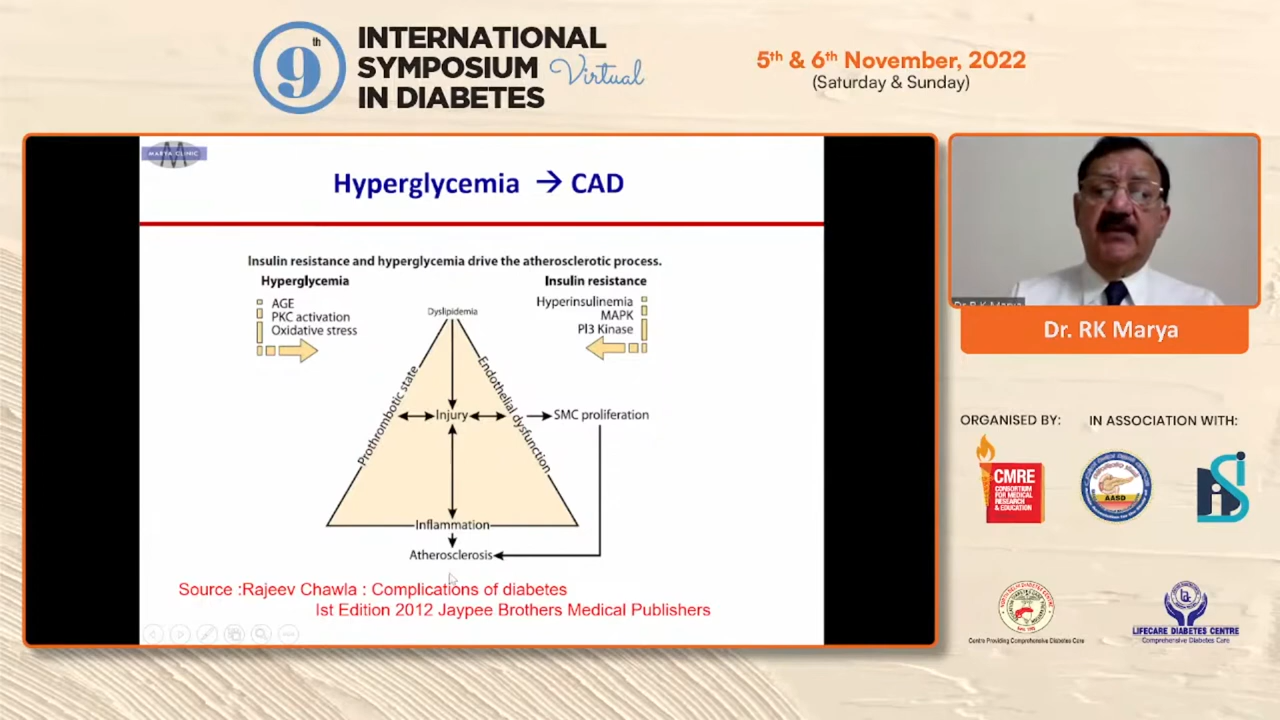 9th
INTERNATIONAL
SYMPOSIUM Virtual
IN DIABETES
5th & 6th November, 2022
(Saturday & Sunday)
MARYA CLINIC
Hyperglycemia → CAD
Insulin resistance and hyperglycemia drive the atherosclerotic process.
Hyperglycemia
AGE
PKC activation
Oxidative stress
Insulin resistance
Hyperinsulinemia
MAPK
PI3 Kinase
Dyslipidemia
Prothrombotic state
Endothelial dysfunction
Injury
SMC proliferation
Inflammation
Atherosclerosis
Source :Rajeev Chawla : Complications of diabetes
Ist Edition 2012 Jaypee Brothers Medical Publishers
Dr R K Marya
Dr. RK Marya
ORGANISED BY:
IN ASSOCIATION WITH:
CMRE
CONSORTIUM
FOR MEDICAL
RESEARCH
& EDUCATION
AASD
Centre Providing Comprehensive Diabetes Care
LIFECARE DIABETES CENTRE
Comprehensive Diabetes Care